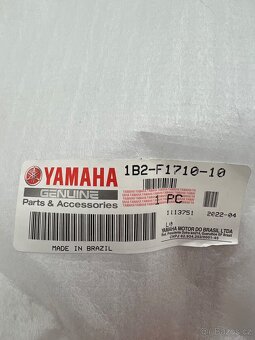 YAMAHA
GENUINE
Parts & Accessories
1B2-F1710-10
1 PC
1113751 2022-04
YAMAHA MOTOR DO BRASIL LTDA
MADE IN BRAZIL